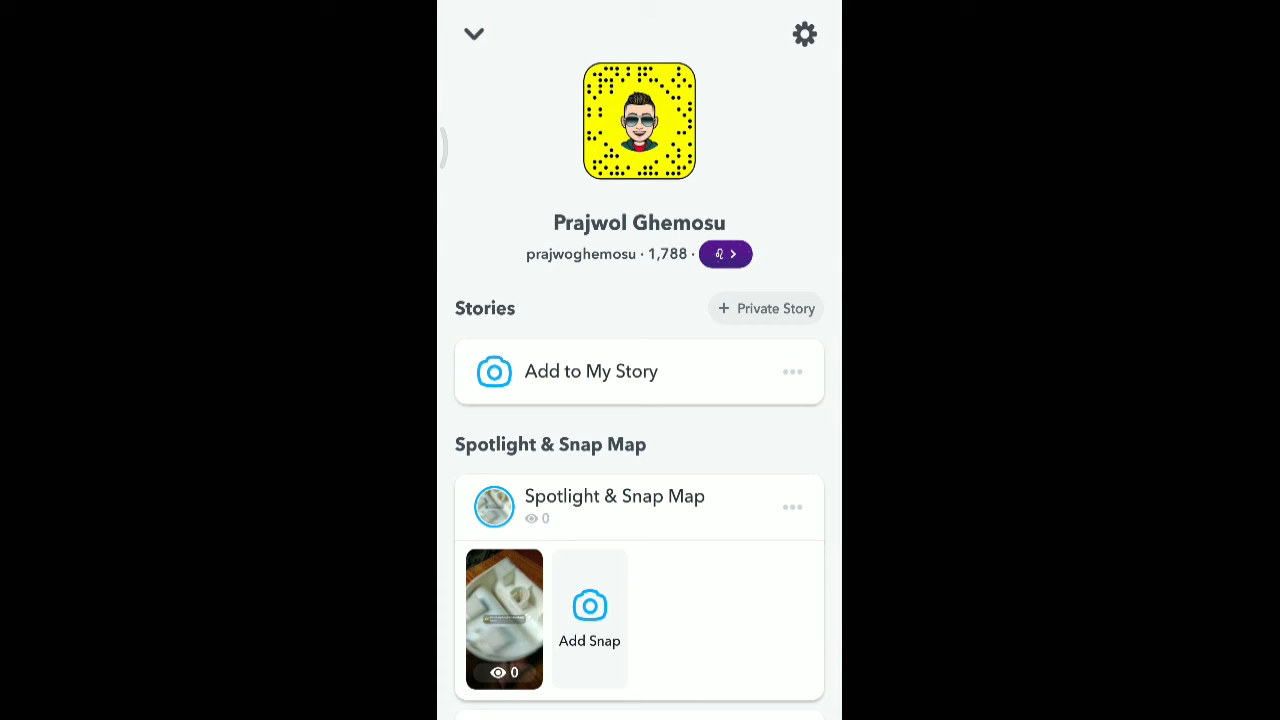 Prajwol Ghemosu
prajwoghemosu · 1,788 ·
Stories
+ Private Story
Add to My Story
Spotlight & Snap Map
Spotlight & Snap Map
0
Add Snap
0